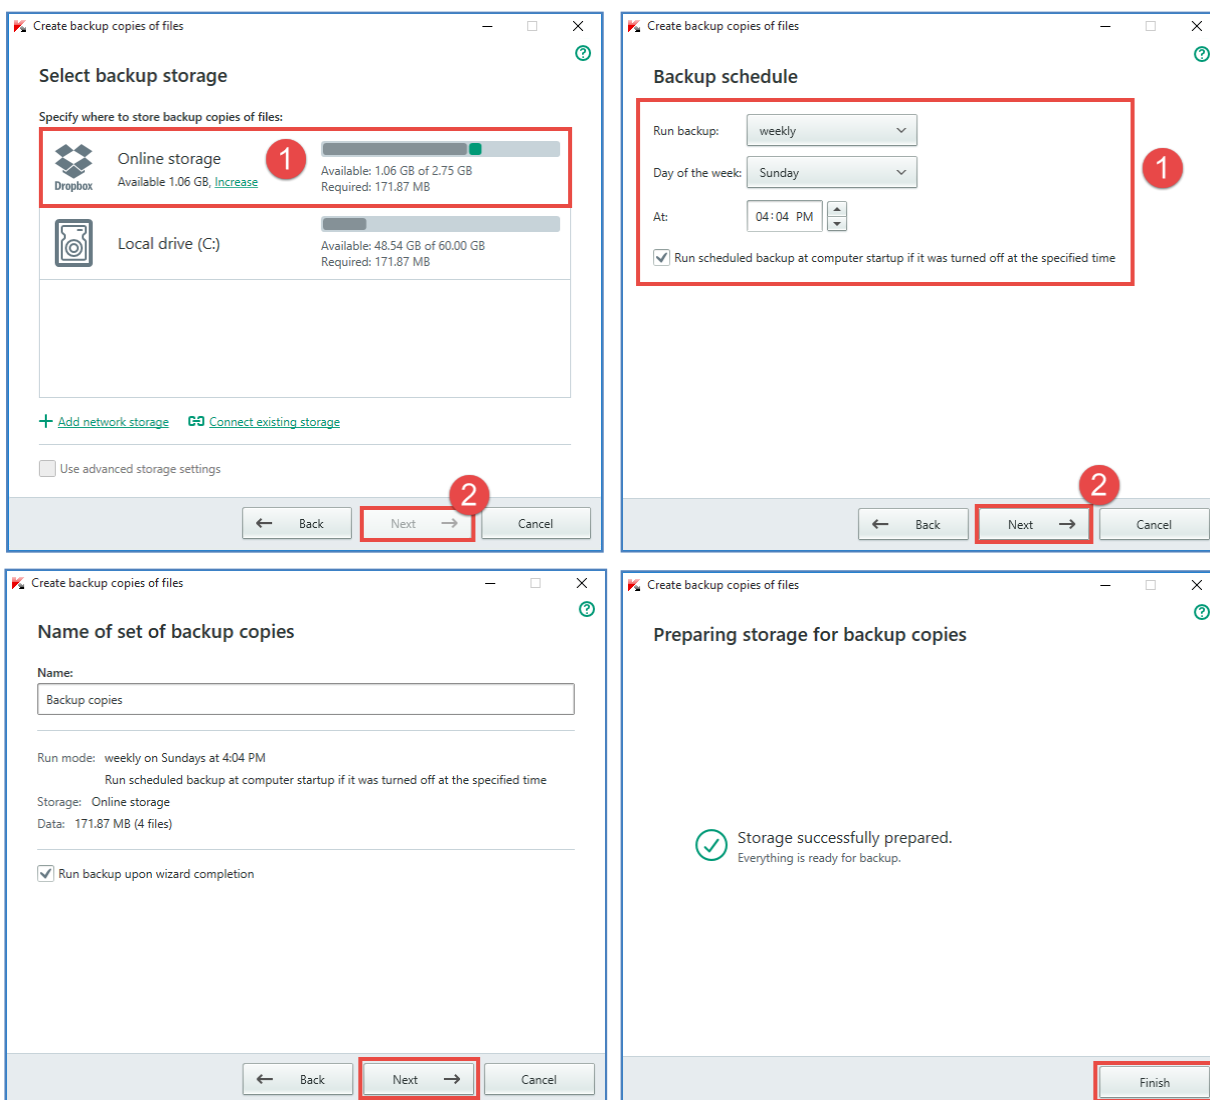 Create backup copies of files
Select backup storage
Specify where to store backup copies of files:
Dropbox
Online storage
Available 1.06 GB, Increase
1
Available: 1.06 GB of 2.75 GB
Required: 171.87 MB
Local drive (C:)
Available: 48.54 GB of 60.00 GB
Required: 171.87 MB
Add network storage
Connect existing storage
Use advanced storage settings
2
Back
Next
Cancel
Create backup copies of files
Backup schedule
Run backup: weekly
Day of the week: Sunday
At: 04:04 PM
Run scheduled backup at computer startup if it was turned off at the specified time
1
2
Back
Next
Cancel
Create backup copies of files
Name of set of backup copies
Name:
Backup copies
Run mode: weekly on Sundays at 4:04 PM
Run scheduled backup at computer startup if it was turned off at the specified time
Storage: Online storage
Data: 171.87 MB (4 files)
Run backup upon wizard completion
Back
Next
Cancel
Create backup copies of files
Preparing storage for backup copies
Storage successfully prepared.
Everything is ready for backup.
Finish